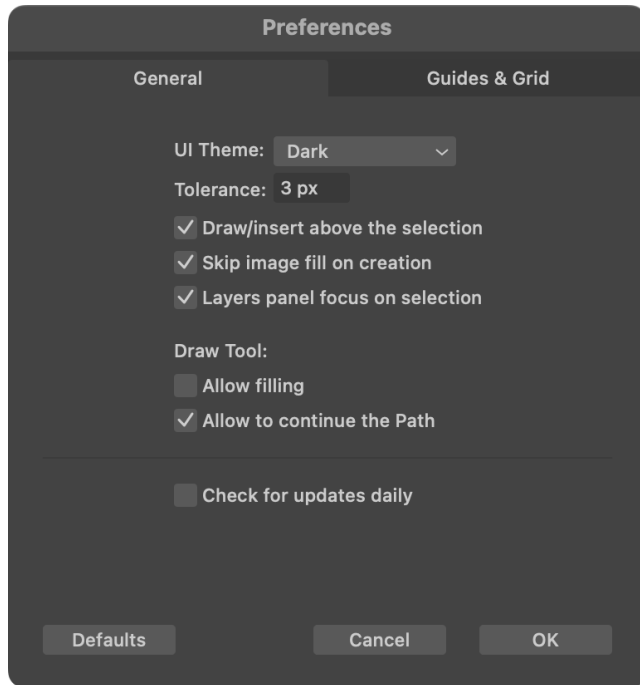 Preferences
General Guides & Grid
UI Theme: Dark
Tolerance: 3 px
Draw/insert above the selection
Skip image fill on creation
Layers panel focus on selection
Draw Tool:
Allow filling
Allow to continue the Path
Check for updates daily
Defaults Cancel OK